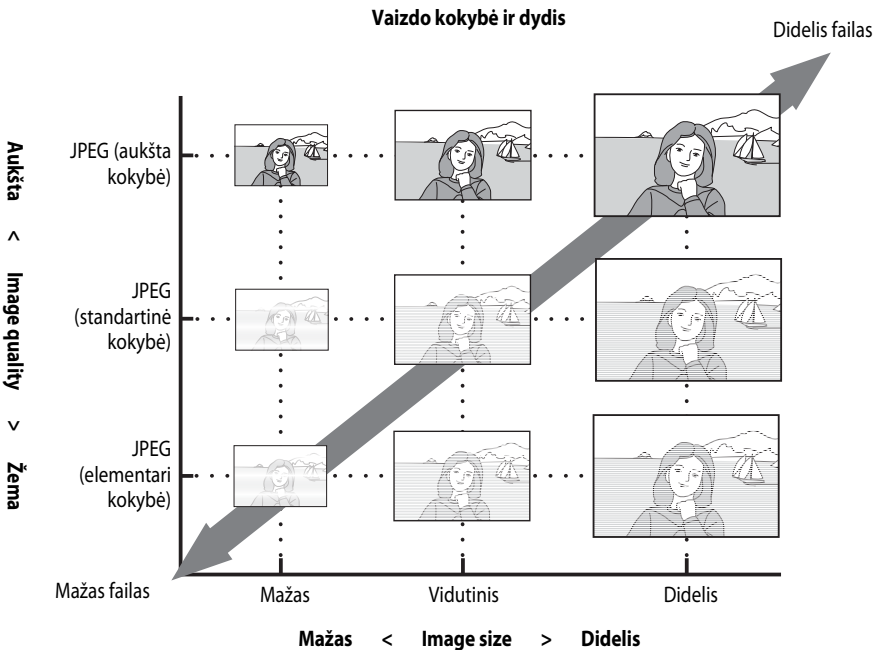 Vaizdo kokybė ir dydis
Didelis failas
Aukšta < Image quality > Žema
JPEG (aukšta
kokybė)
JPEG
(standartinė
kokybė)
JPEG
(elementari
kokybė)
Mažas failas
Mažas
Vidutinis
Didelis
Mažas < Image size > Didelis